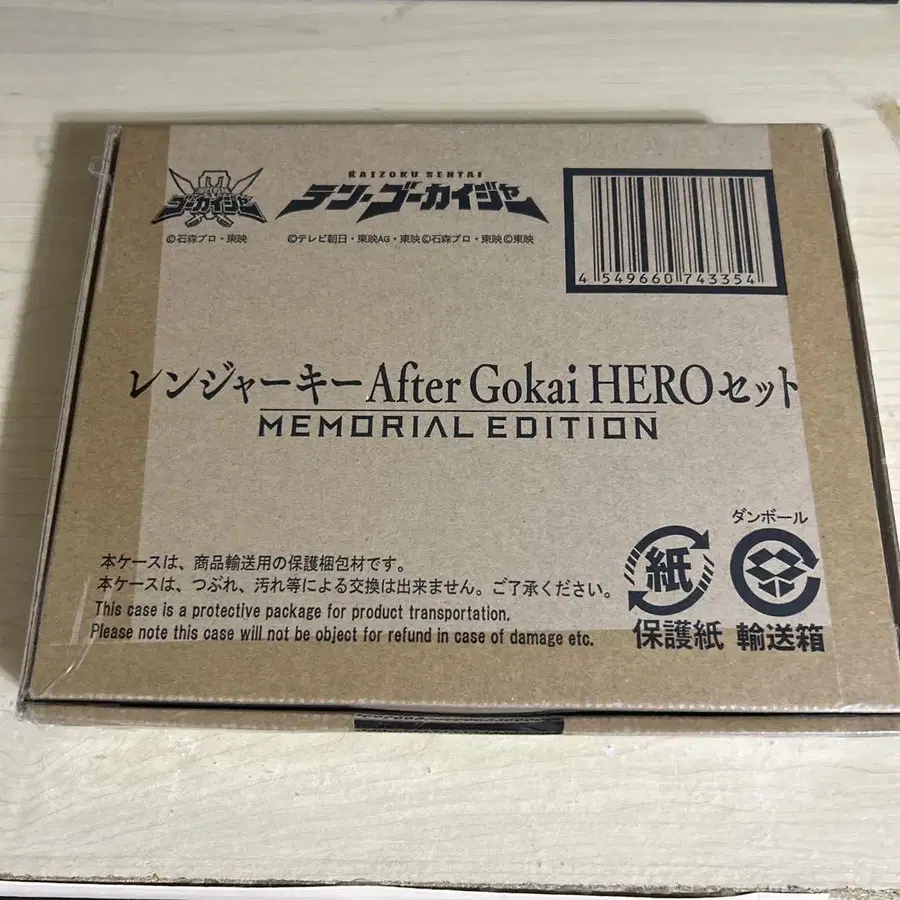 ゴーカイジャー
©石森プロ・東映
KAIZOKU SENTAI
テン・ゴーカイジャー
©テレビ朝日・東映AG・東映©石森プロ・東映©東映
4 549660 743354
レンジャーキー After Gokai HEROセット
MEMORIAL EDITION
本ケースは、商品輸送用の保護梱包材です。
本ケースは、つぶれ、汚れ等による交換は出来ません。ご了承ください。
This case is a protective package for product transportation.
Please note this case will not be object for refund in case of damage etc.
紙
保護紙
ダンボール
輸送箱